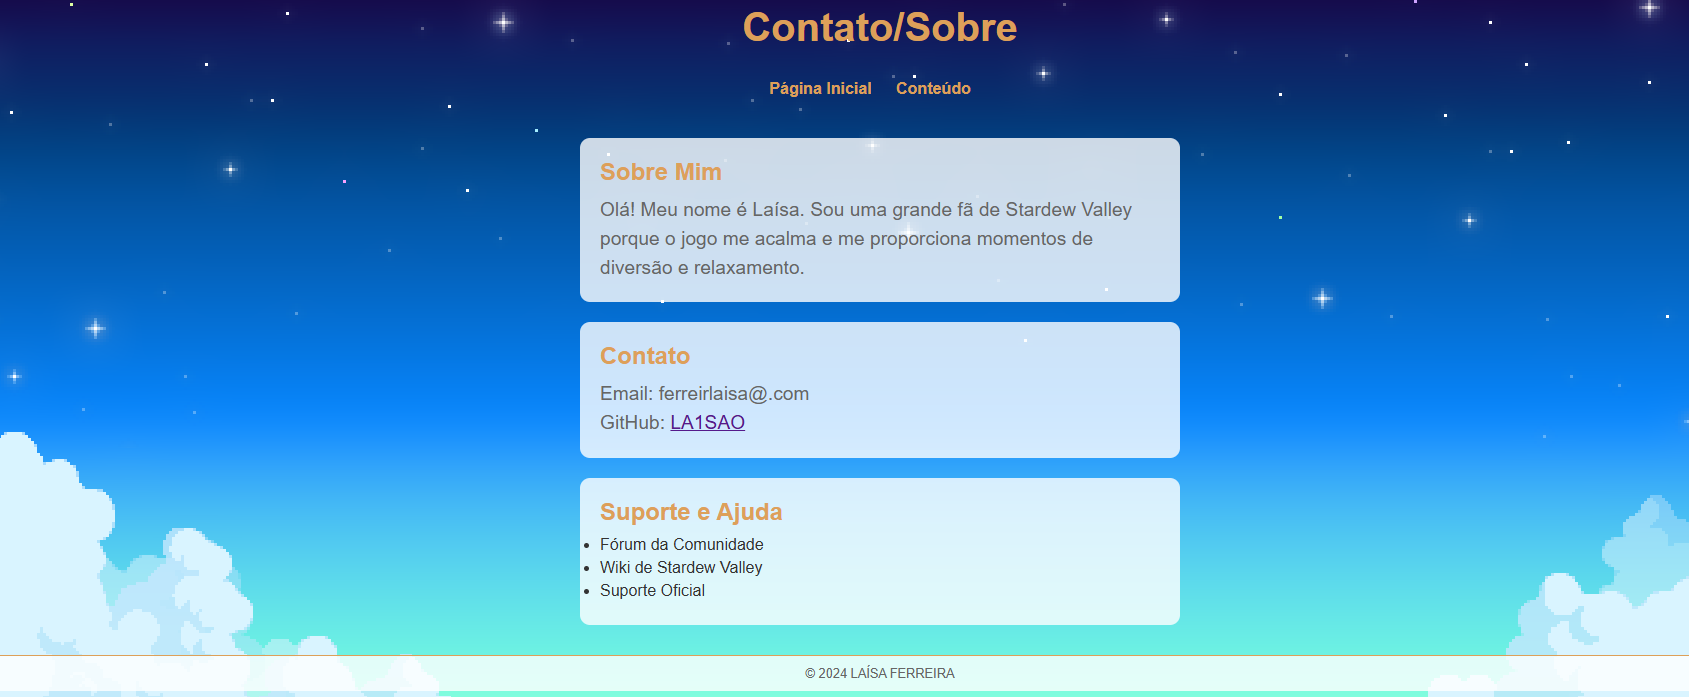 Contato/Sobre
Página Inicial Conteúdo
Sobre Mim
Olá! Meu nome é Laísa. Sou uma grande fã de Stardew Valley
porque o jogo me acalma e me proporciona momentos de
diversão e relaxamento.
Contato
Email: ferreirlaisa@.com
GitHub: LA1SAO
Suporte e Ajuda
• Fórum da Comunidade
• Wiki de Stardew Valley
• Suporte Oficial
© 2024 LAÍSA FERREIRA